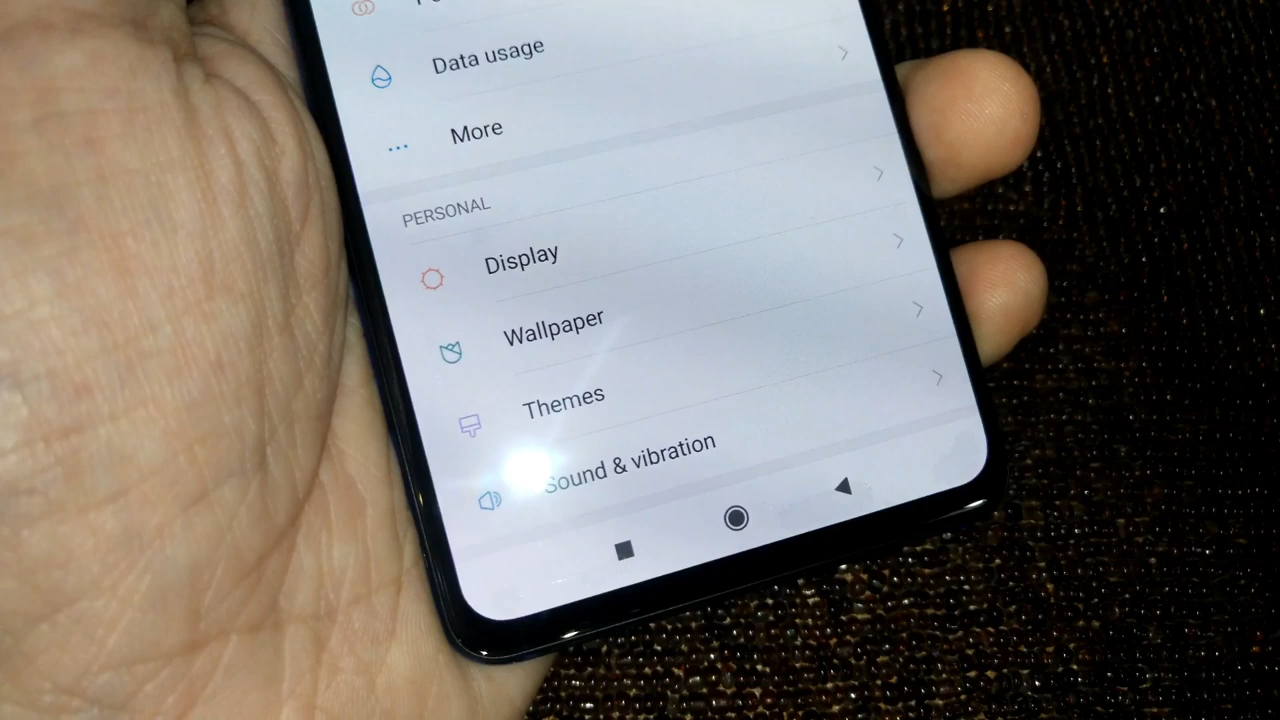 Data usage
More
PERSONAL
Display
Wallpaper
Themes
Sound & vibration